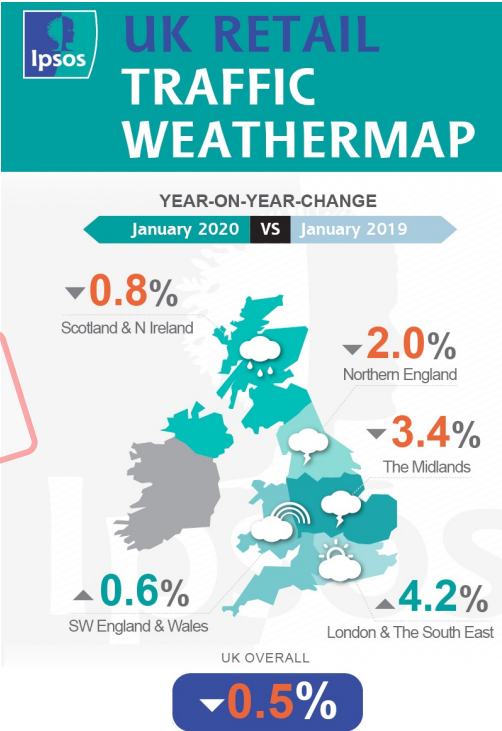 Ipsos
UK RETAIL
TRAFFIC
WEATHERMAP
YEAR-ON-YEAR-CHANGE
January 2020 VS January 2019
▼0.8%
Scotland & N Ireland
▼2.0%
Northern England
▼3.4%
The Midlands
▲0.6%
SW England & Wales
▲4.2%
London & The South East
UK OVERALL
▼0.5%
Ipsos